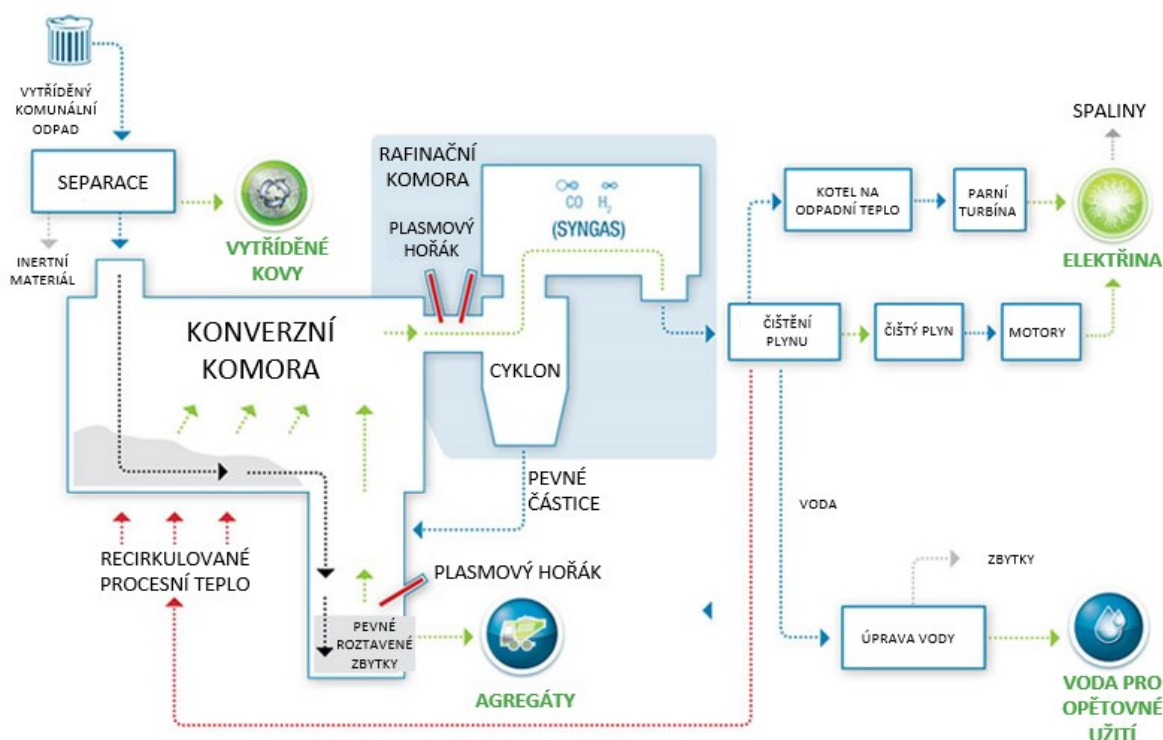 VYTŘÍDĚNÝ
KOMUNÁLNÍ
ODPAD
SEPARACE
INERTNÍ
MATERIÁL
VYTŘÍDĚNÉ
KOVY
RAFINAČNÍ
KOMORA
PLASMOVÝ
HOŘÁK
CO H₂
(SYNGAS)
KONVERZNÍ
KOMORA
CYKLON
PEVNÉ
ČÁSTICE
RECIRKULOVANÉ
PROCESNÍ TEPLO
PLASMOVÝ HOŘÁK
PEVNÉ
ROZTAVENÉ
ZBYTKY
AGREGÁTY
KOTEL NA
ODPADNÍ TEPLO
PARNÍ
TURBÍNA
SPALINY
ELEKTŘINA
ČIŠTĚNÍ
PLYNU
ČISTÝ PLYN
MOTORY
VODA
ZBYTKY
ÚPRAVA VODY
VODA PRO
OPĚTOVNÉ
UŽITÍ